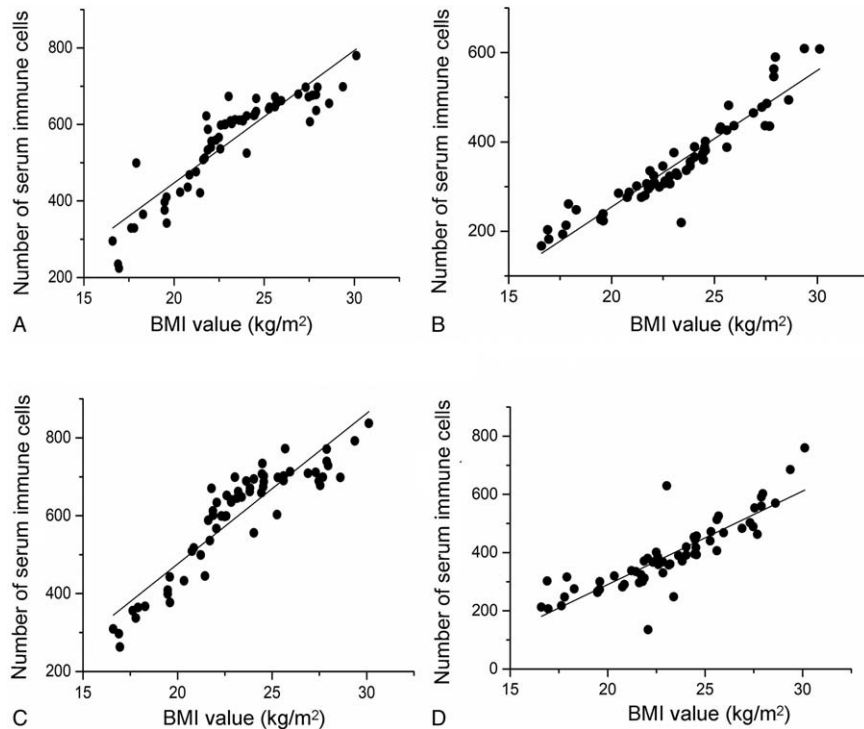 Number of serum immune cells
800
600
400
200
15 20 25 30
BMI value (kg/m²)
A
Number of serum immune cells
600
400
200
15 20 25 30
BMI value (kg/m²)
B
Number of serum immune cells
800
600
400
200
15 20 25 30
BMI value (kg/m²)
C
Number of serum immune cells
800
600
400
200
0
15 20 25 30
BMI value (kg/m²)
D